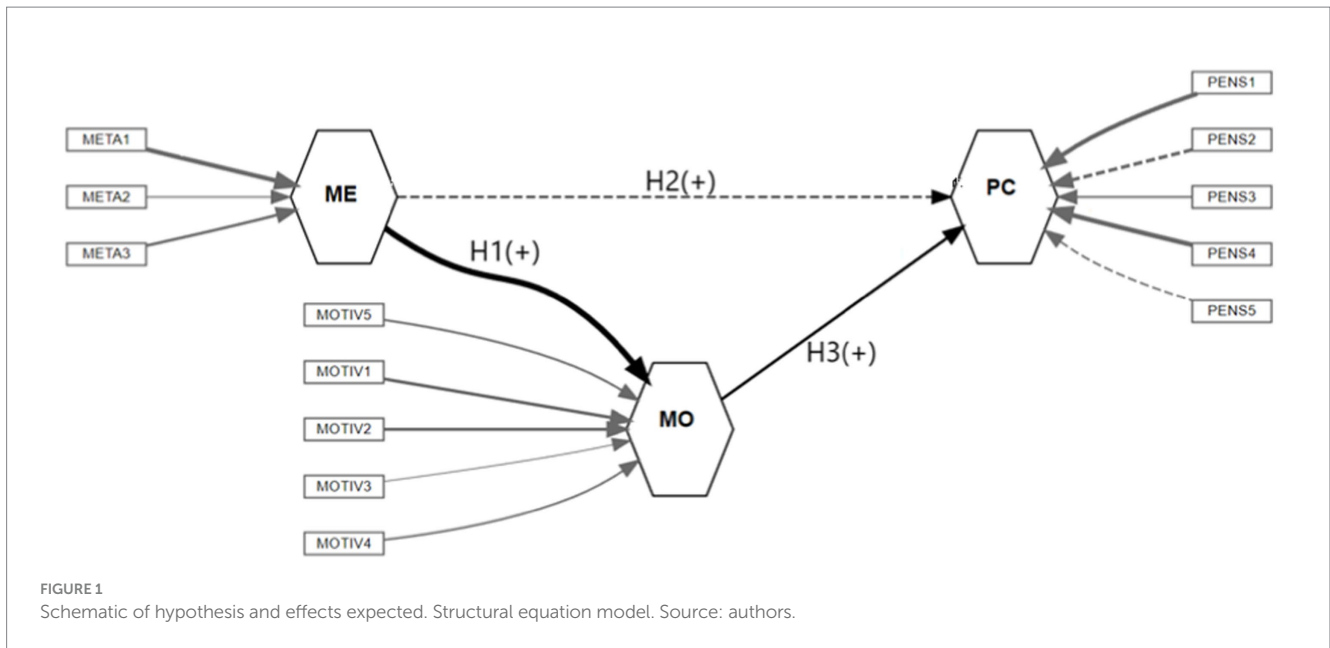 PENS1
META1
PENS2
META2
ME
H2(+)
PC
PENS3
META3
H1(+)
PENS4
MOTIV5
PENS5
MOTIV1
H3(+)
MOTIV2
MO
MOTIV3
MOTIV4
FIGURE 1
Schematic of hypothesis and effects expected. Structural equation model. Source: authors.